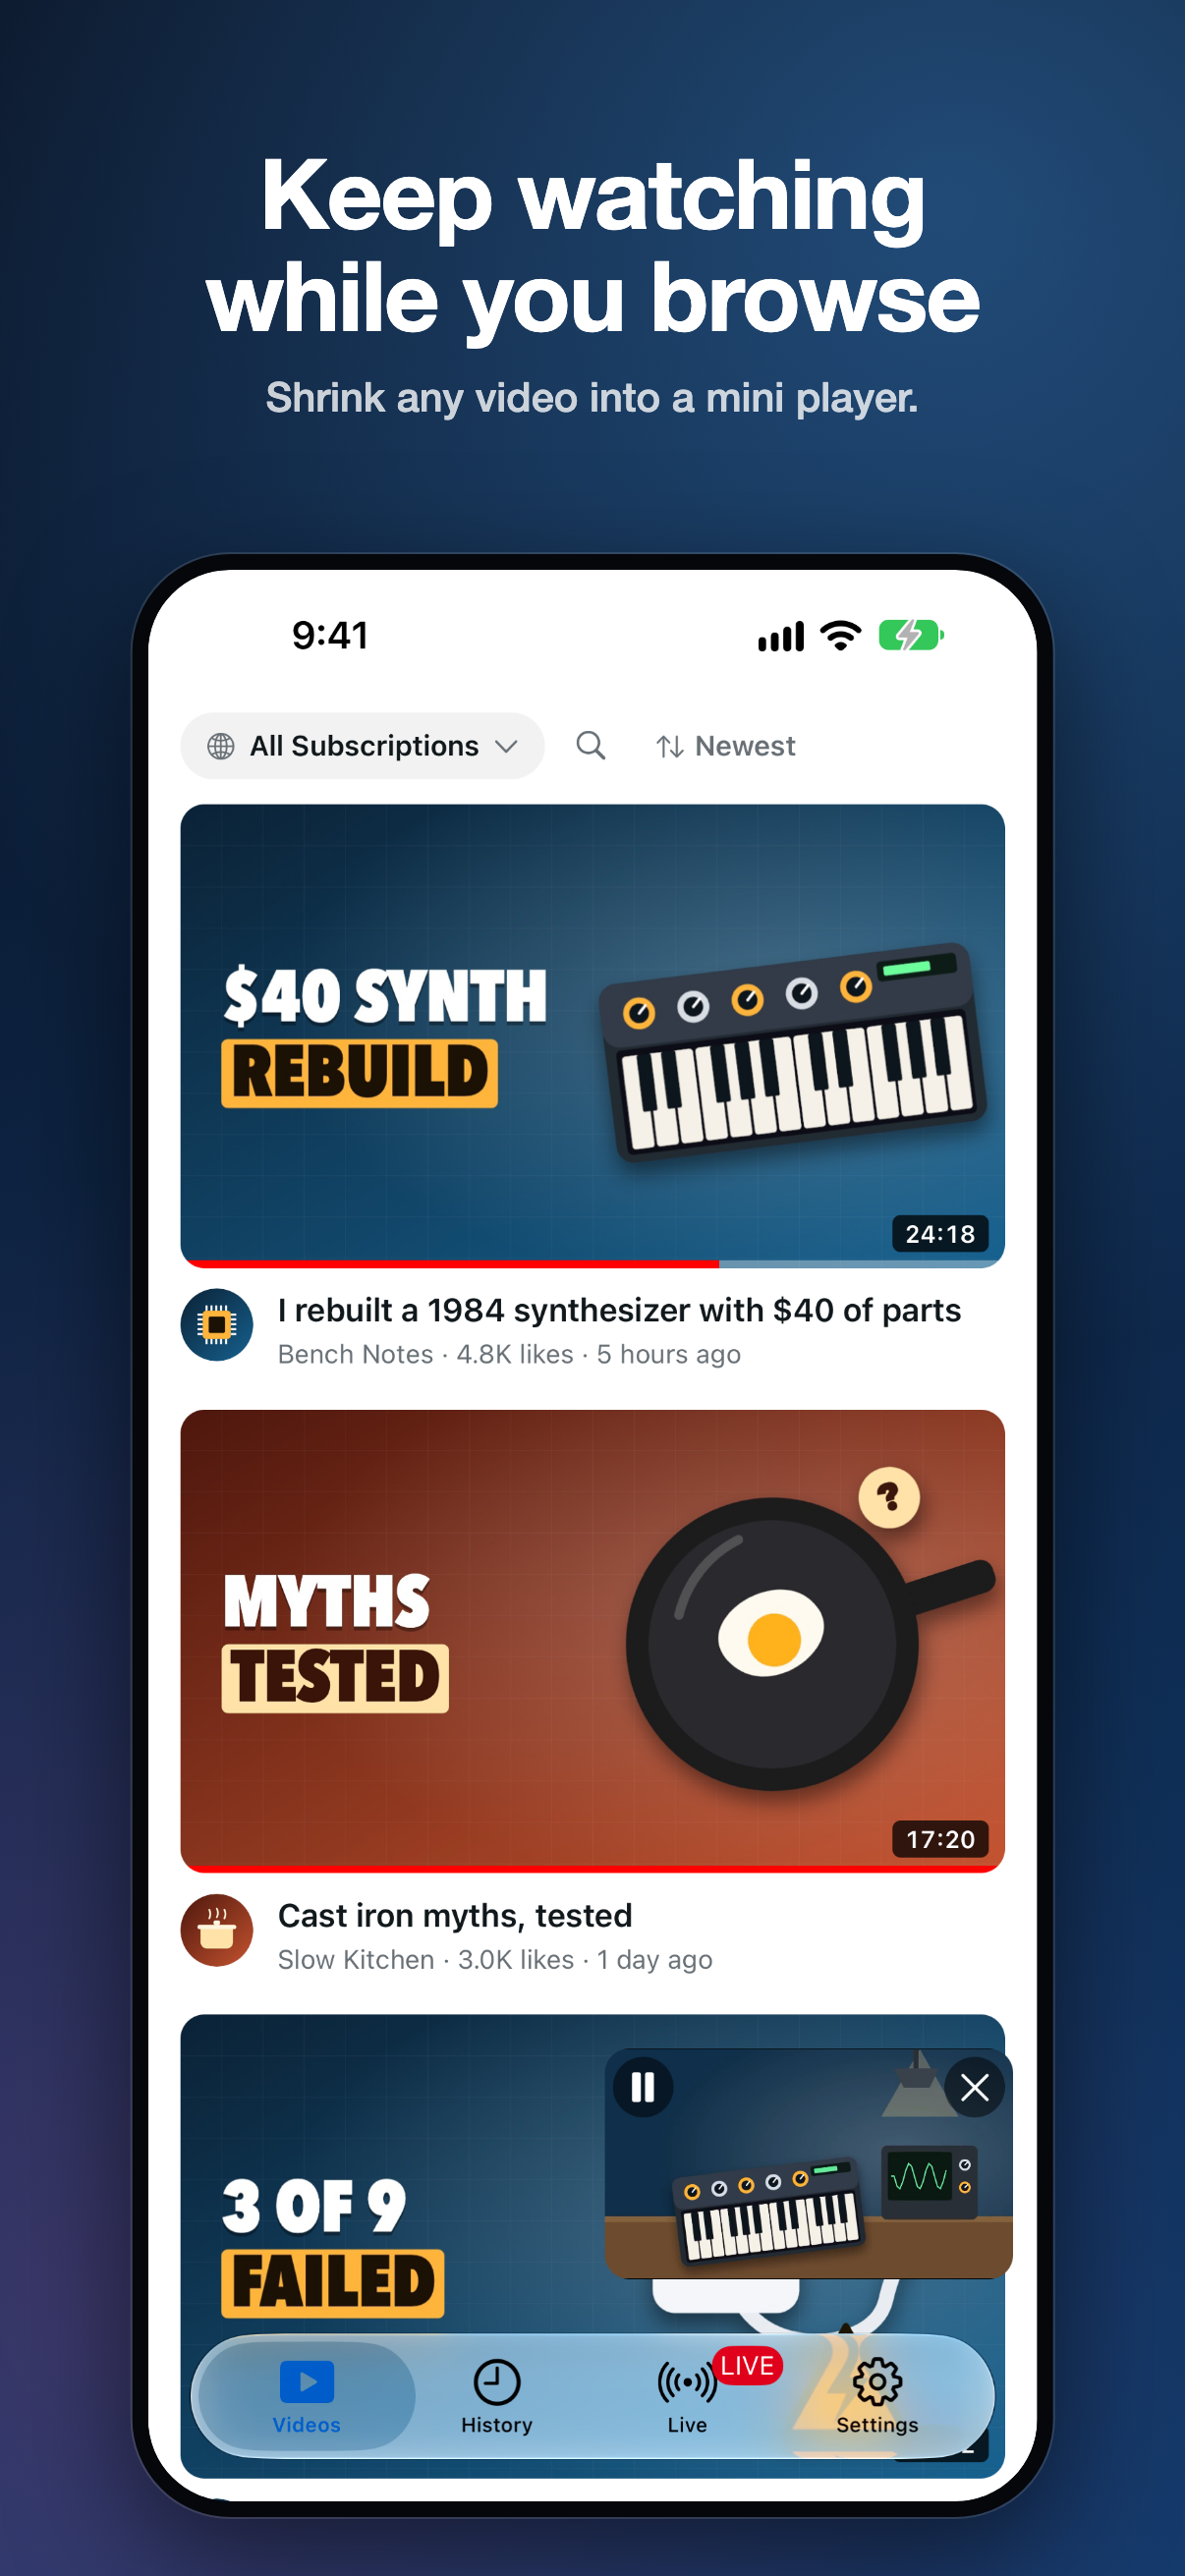 Keep watching
while you browse
Shrink any video into a mini player.
9:41
All Subscriptions
Newest
$40 SYNTH
REBUILD
24:18
I rebuilt a 1984 synthesizer with $40 of parts
Bench Notes · 4.8K likes · 5 hours ago
?
MYTHS
TESTED
17:20
Cast iron myths, tested
Slow Kitchen · 3.0K likes · 1 day ago
3 OF 9
FAILED
LIVE
Videos
History
Live
Settings